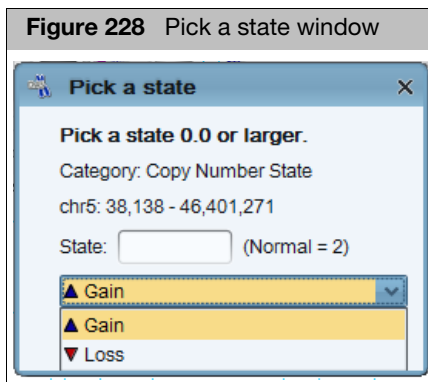 Figure 228 Pick a state window
Pick a state
Pick a state 0.0 or larger.
Category: Copy Number State
chr5: 38,138 - 46,401,271
State: (Normal = 2)
Gain
Gain
Loss